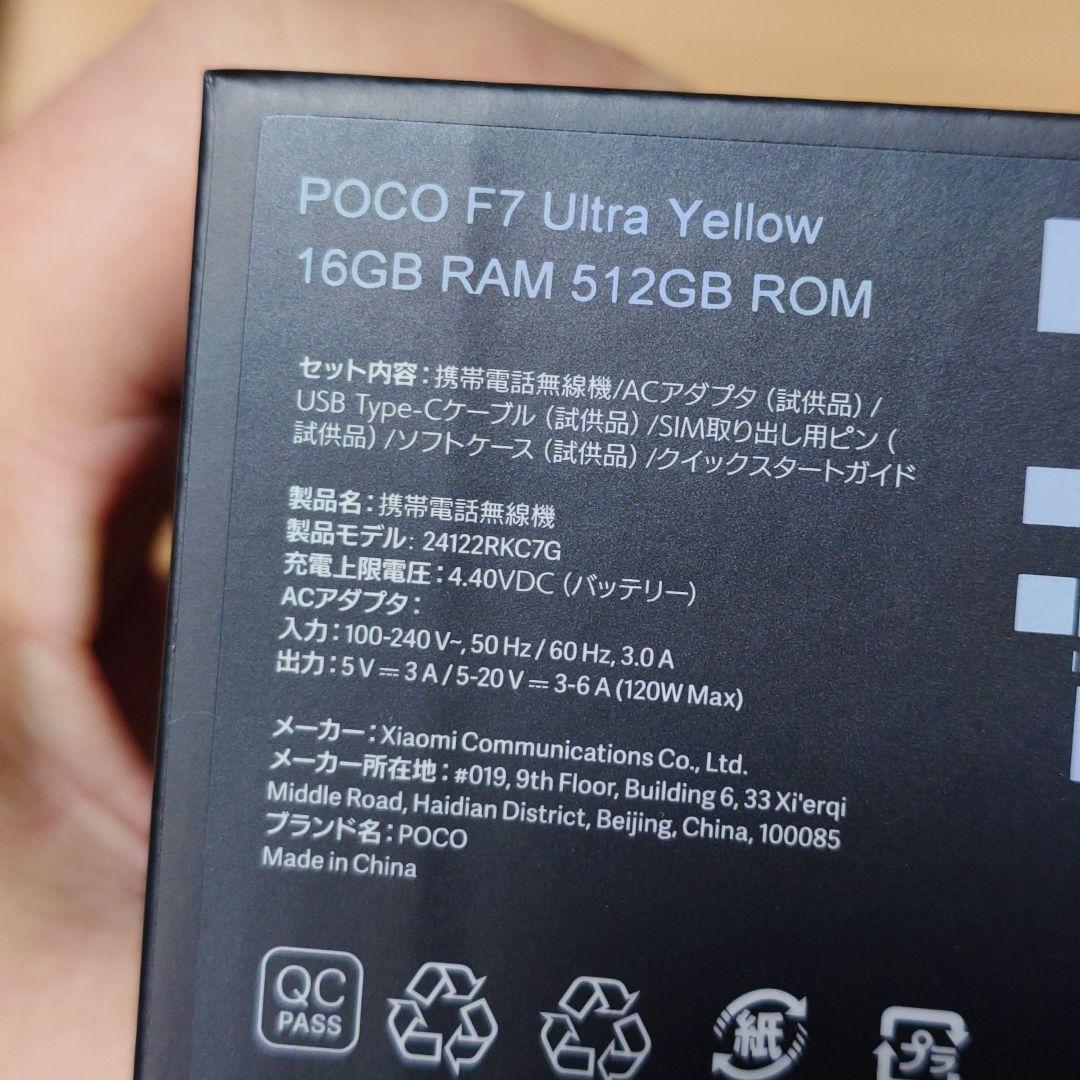 POCO F7 Ultra Yellow
16GB RAM 512GB ROM
セット内容：携帯電話無線機/ACアダプタ（試供品）/
USB Type-Cケーブル（試供品）/SIM取り出し用ピン（
試供品）/ソフトケース（試供品）/クイックスタートガイド
製品名：携帯電話無線機
製品モデル: 24122RKC7G
充電上限電圧：4.40VDC（バッテリー）
ACアダプタ：
入力：100-240 V~, 50 Hz / 60 Hz, 3.0 A
出力：5 V ⎓ 3 A / 5-20 V ⎓ 3-6 A (120W Max)
メーカー：Xiaomi Communications Co., Ltd.
メーカー所在地：#019, 9th Floor, Building 6, 33 Xi'erqi
Middle Road, Haidian District, Beijing, China, 100085
ブランド名：POCO
Made in China
QC
PASS
紙
プラ